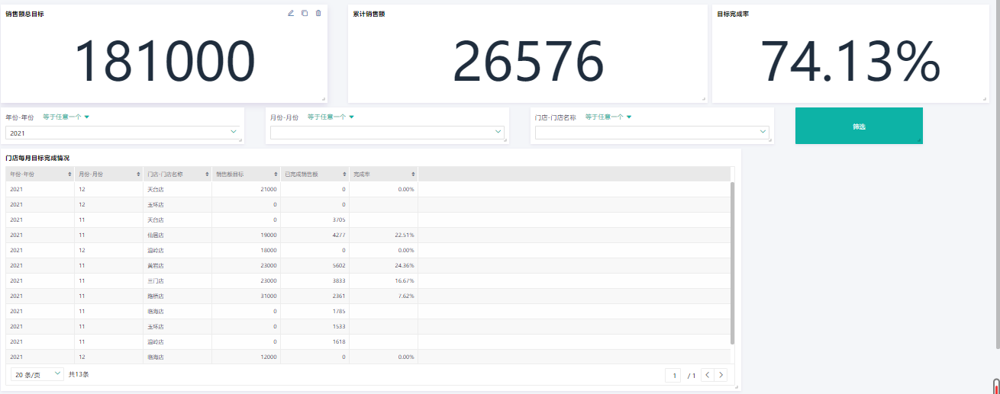 销售额总目标
181000
累计销售额
26576
目标完成率
74.13%
年份-年份 等于任意一个
2021
月份-月份 等于任意一个
门店-门店名称 等于任意一个
筛选
门店每月目标完成情况
年份-年份 月份-月份 门店-门店名称 销售额目标 已完成销售额 完成率
2021 12 天台店 21000 0 0.00%
2021 12 玉环店 0 0
2021 11 天台店 0 3705
2021 11 仙居店 19000 4277 22.51%
2021 12 温岭店 18000 0 0.00%
2021 11 黄岩店 23000 5602 24.36%
2021 11 三门店 23000 3833 16.67%
2021 11 路桥店 31000 2361 7.62%
2021 11 临海店 0 1785
2021 11 玉环店 0 1533
2021 11 温岭店 0 1618
2021 12 临海店 12000 0 0.00%
20 条/页 共13条 1 / 1